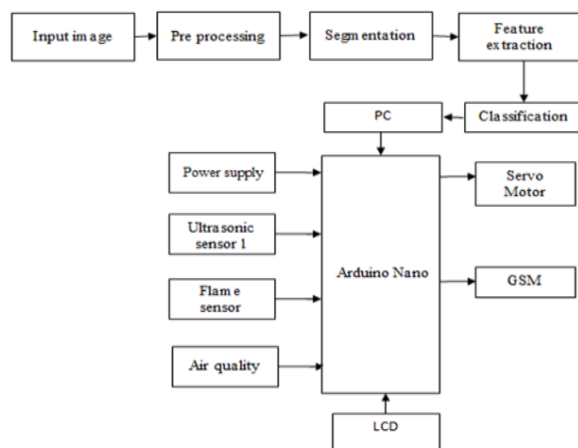 Input image
Pre processing
Segmentation
Feature
extraction
PC
Classification
Power supply
Servo
Motor
Ultrasonic
sensor 1
Arduino Nano
Flame
sensor
GSM
Air quality
LCD